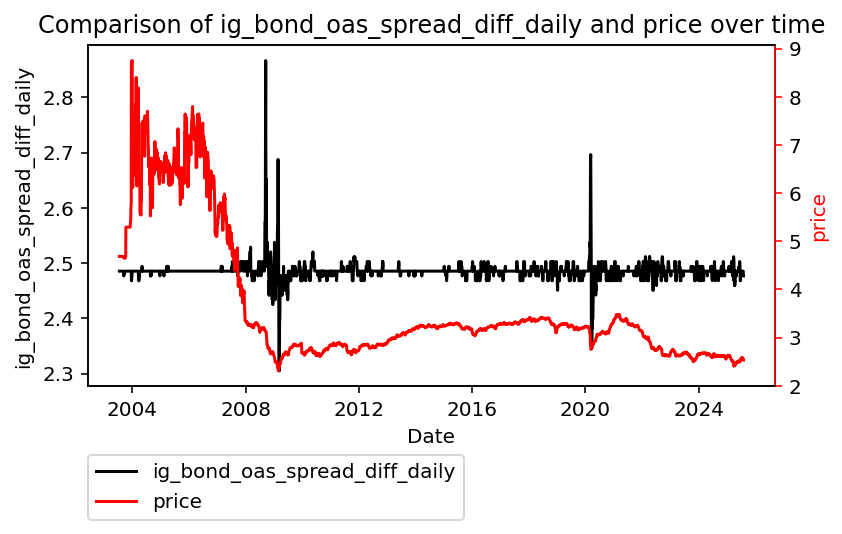 Comparison of ig_bond_oas_spread_diff_daily and price over time
ig_bond_oas_spread_diff_daily
2.8
2.7
2.6
2.5
2.4
2.3
9
8
7
6
5
4
3
2
price
2004 2008 2012 2016 2020 2024
Date
ig_bond_oas_spread_diff_daily
price